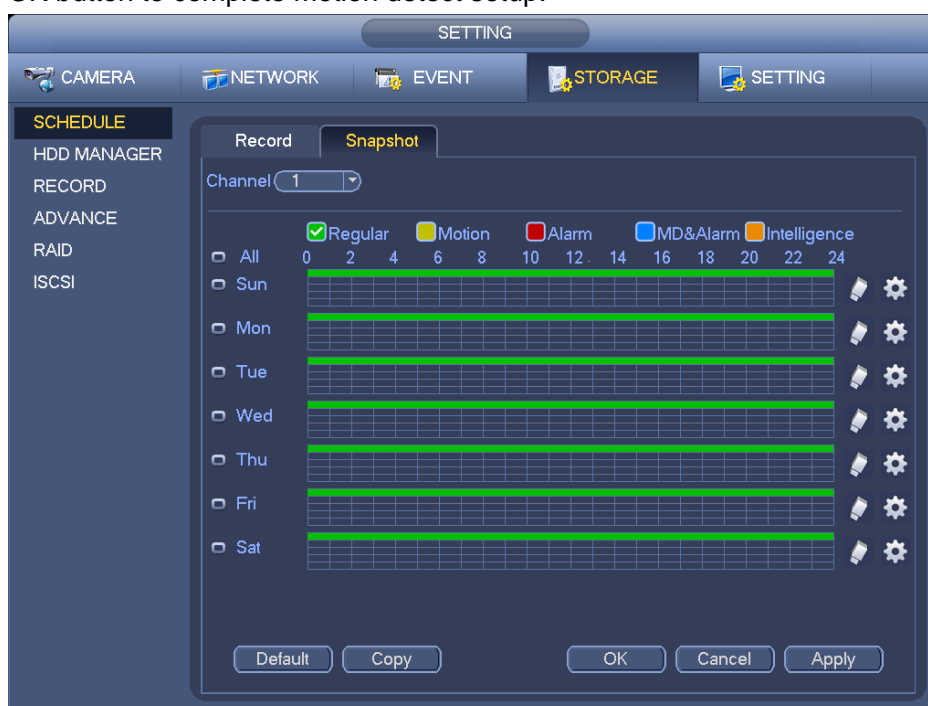 OK button to complete motion detect setup.
SETTING
CAMERA NETWORK EVENT STORAGE SETTING
SCHEDULE
HDD MANAGER
RECORD
ADVANCE
RAID
ISCSI
Record Snapshot
Channel 1
Regular Motion Alarm MD&Alarm Intelligence
All 0 2 4 6 8 10 12 14 16 18 20 22 24
Sun
Mon
Tue
Wed
Thu
Fri
Sat
Default Copy OK Cancel Apply